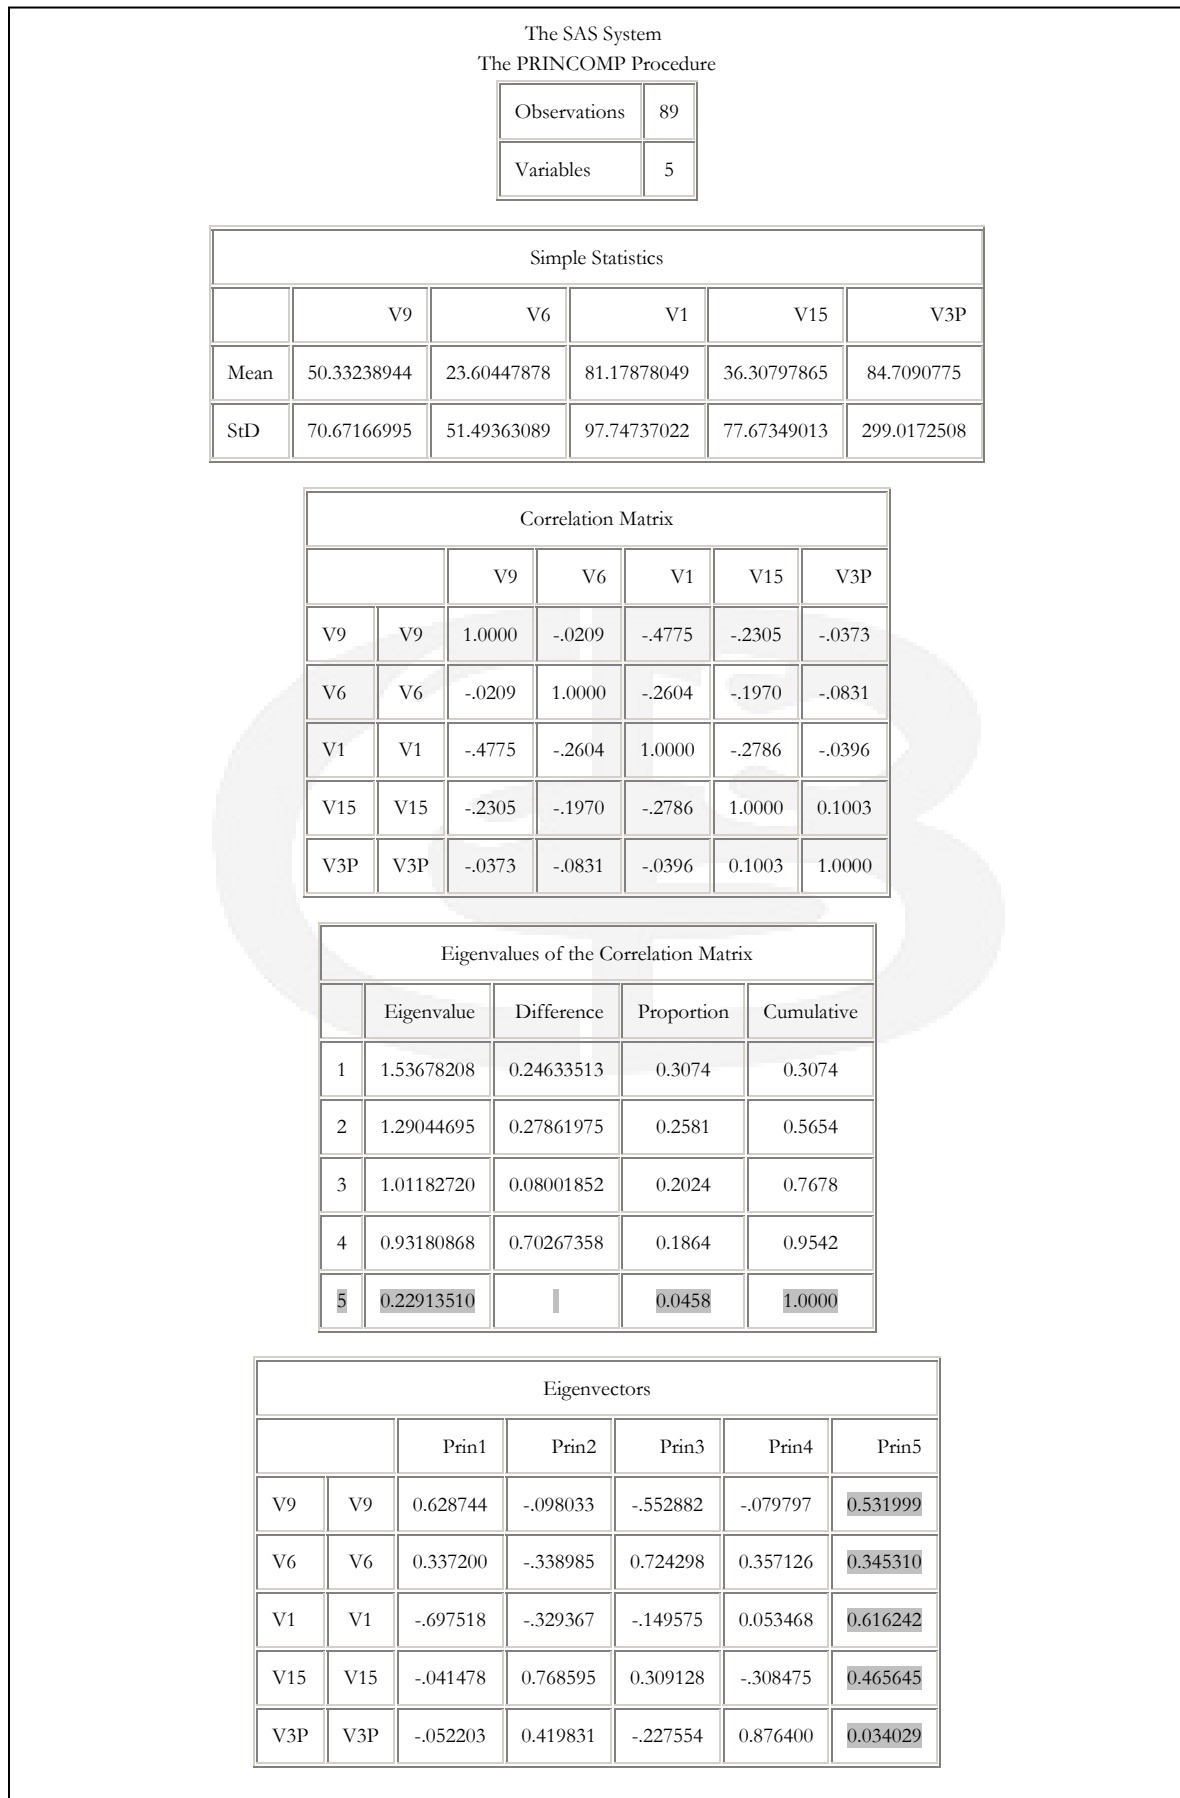 The SAS System
The PRINCOMP Procedure
Observations 89
Variables 5
Simple Statistics
V9 V6 V1 V15 V3P
Mean 50.33238944 23.60447878 81.17878049 36.30797865 84.7090775
StD 70.67166995 51.49363089 97.74737022 77.67349013 299.0172508
Correlation Matrix
V9 V6 V1 V15 V3P
V9 V9 1.0000 -.0209 -.4775 -.2305 -.0373
V6 V6 -.0209 1.0000 -.2604 -.1970 -.0831
V1 V1 -.4775 -.2604 1.0000 -.2786 -.0396
V15 V15 -.2305 -.1970 -.2786 1.0000 0.1003
V3P V3P -.0373 -.0831 -.0396 0.1003 1.0000
Eigenvalues of the Correlation Matrix
Eigenvalue Difference Proportion Cumulative
1 1.53678208 0.24633513 0.3074 0.3074
2 1.29044695 0.27861975 0.2581 0.5654
3 1.01182720 0.08001852 0.2024 0.7678
4 0.93180868 0.70267358 0.1864 0.9542
5 0.22913510 0.0458 1.0000
Eigenvectors
Prin1 Prin2 Prin3 Prin4 Prin5
V9 V9 0.628744 -.098033 -.552882 -.079797 0.531999
V6 V6 0.337200 -.338985 0.724298 0.357126 0.345310
V1 V1 -.697518 -.329367 -.149575 0.053468 0.616242
V15 V15 -.041478 0.768595 0.309128 -.308475 0.465645
V3P V3P -.052203 0.419831 -.227554 0.876400 0.034029